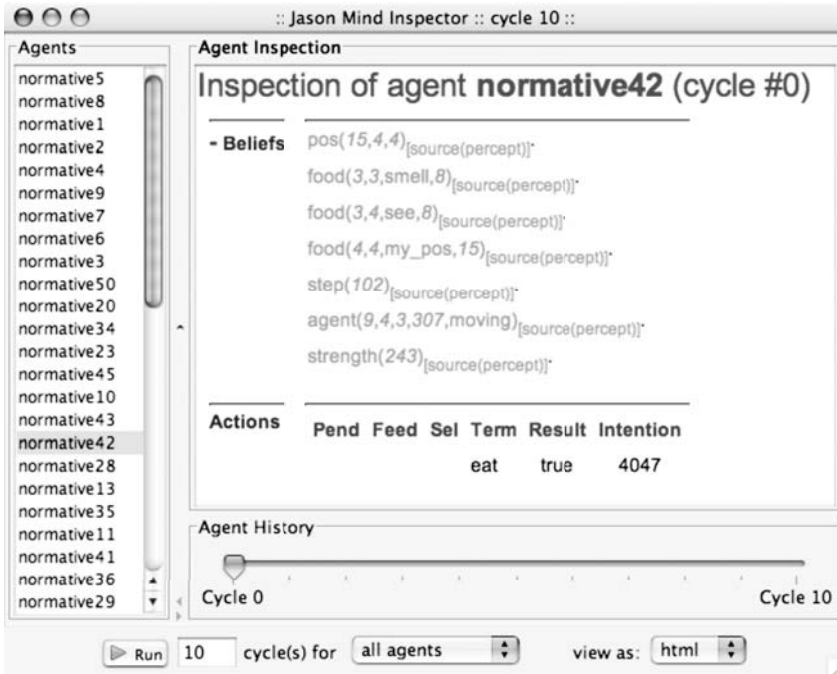 :: Jason Mind Inspector :: cycle 10 ::
Agents
normative5
normative8
normative1
normative2
normative4
normative9
normative7
normative6
normative3
normative50
normative20
normative34
normative23
normative45
normative10
normative43
normative42
normative28
normative13
normative35
normative11
normative41
normative36
normative29
Agent Inspection
Inspection of agent normative42 (cycle #0)
- Beliefs
pos(15,4,4)[source(percept)].
food(3,3,smell,8)[source(percept)].
food(3,4,see,8)[source(percept)].
food(4,4,my_pos,15)[source(percept)].
step(102)[source(percept)].
agent(9,4,3,307,moving)[source(percept)].
strength(243)[source(percept)].
Actions
Pend Feed Sel Term Result Intention
eat true 4047
Agent History
Cycle 0 Cycle 10
Run 10 cycle(s) for all agents view as: html